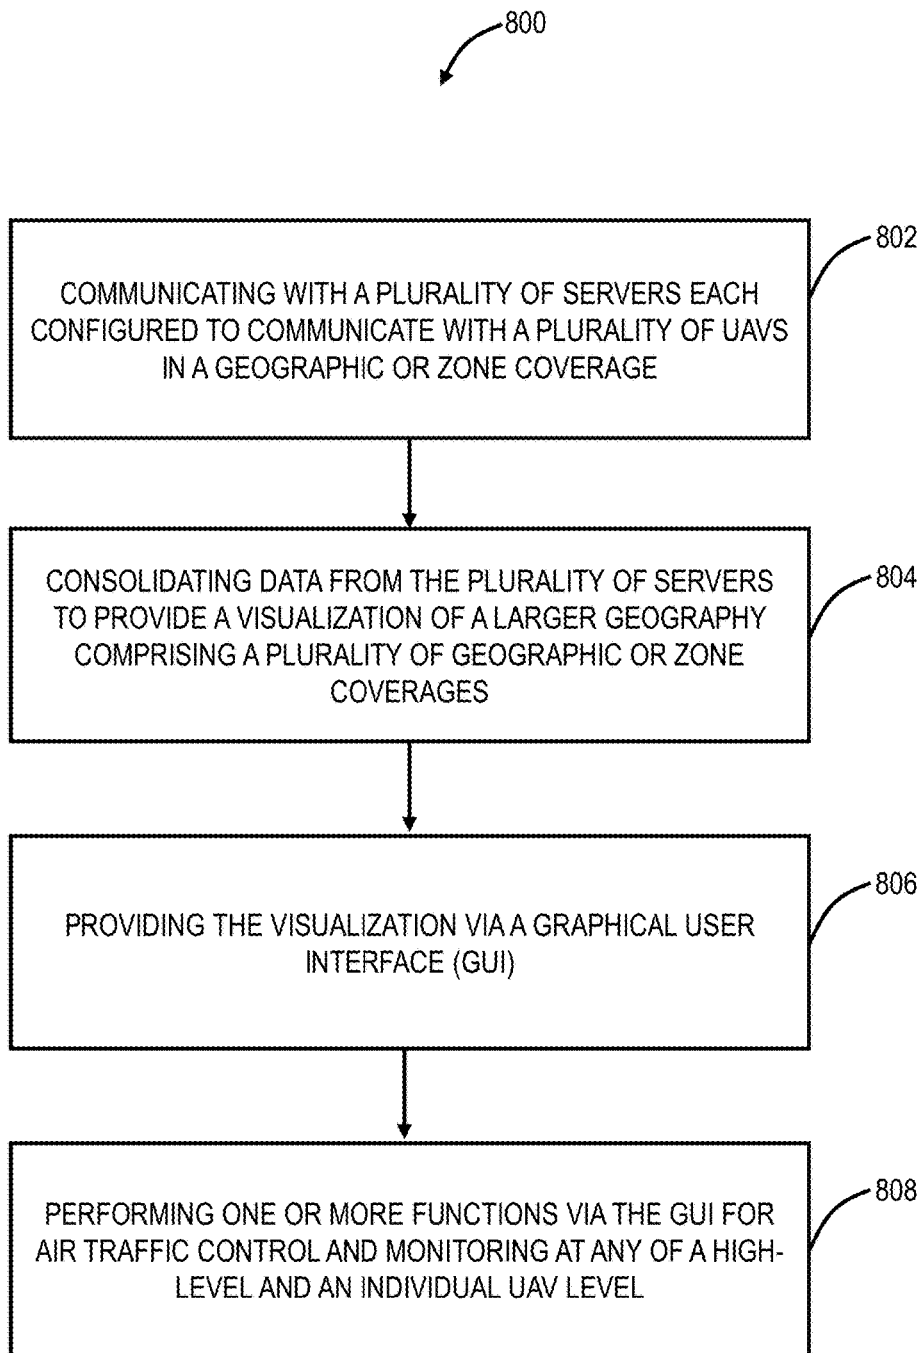 800
802
COMMUNICATING WITH A PLURALITY OF SERVERS EACH
CONFIGURED TO COMMUNICATE WITH A PLURALITY OF UAVS
IN A GEOGRAPHIC OR ZONE COVERAGE
804
CONSOLIDATING DATA FROM THE PLURALITY OF SERVERS
TO PROVIDE A VISUALIZATION OF A LARGER GEOGRAPHY
COMPRISING A PLURALITY OF GEOGRAPHIC OR ZONE
COVERAGES
806
PROVIDING THE VISUALIZATION VIA A GRAPHICAL USER
INTERFACE (GUI)
808
PERFORMING ONE OR MORE FUNCTIONS VIA THE GUI FOR
AIR TRAFFIC CONTROL AND MONITORING AT ANY OF A HIGH-
LEVEL AND AN INDIVIDUAL UAV LEVEL